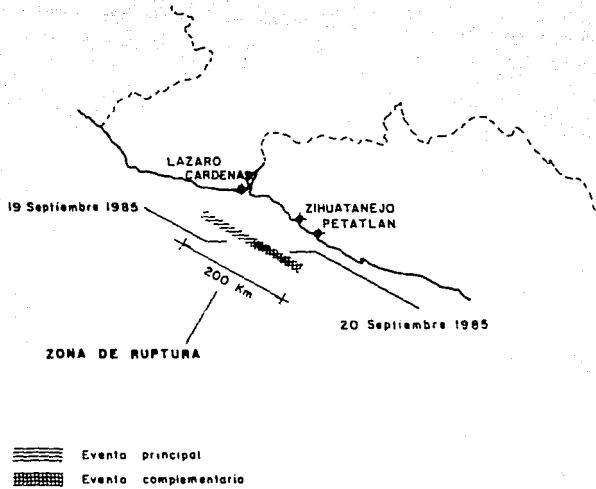 LAZARO
CARDENAS
ZIHUATANEJO
PETATLAN
19 Septiembre 1985
200 Km
20 Septiembre 1985
ZONA DE RUPTURA
Evento principal
Evento complementario